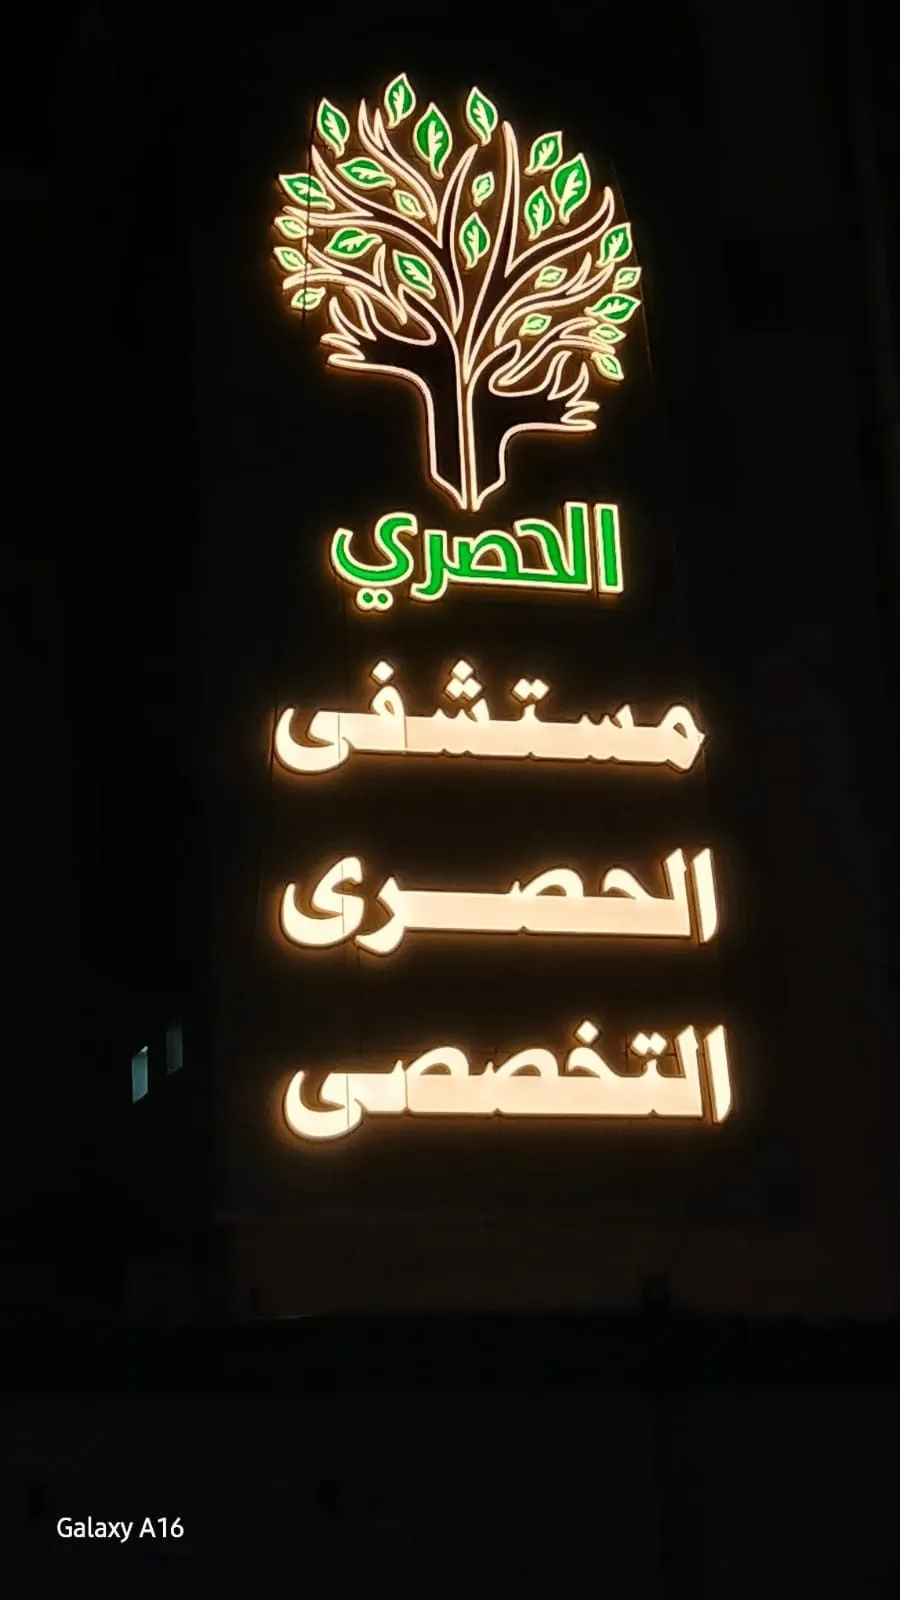 الحصري
مستشفى
الحصرى
التخصصى
Galaxy A16